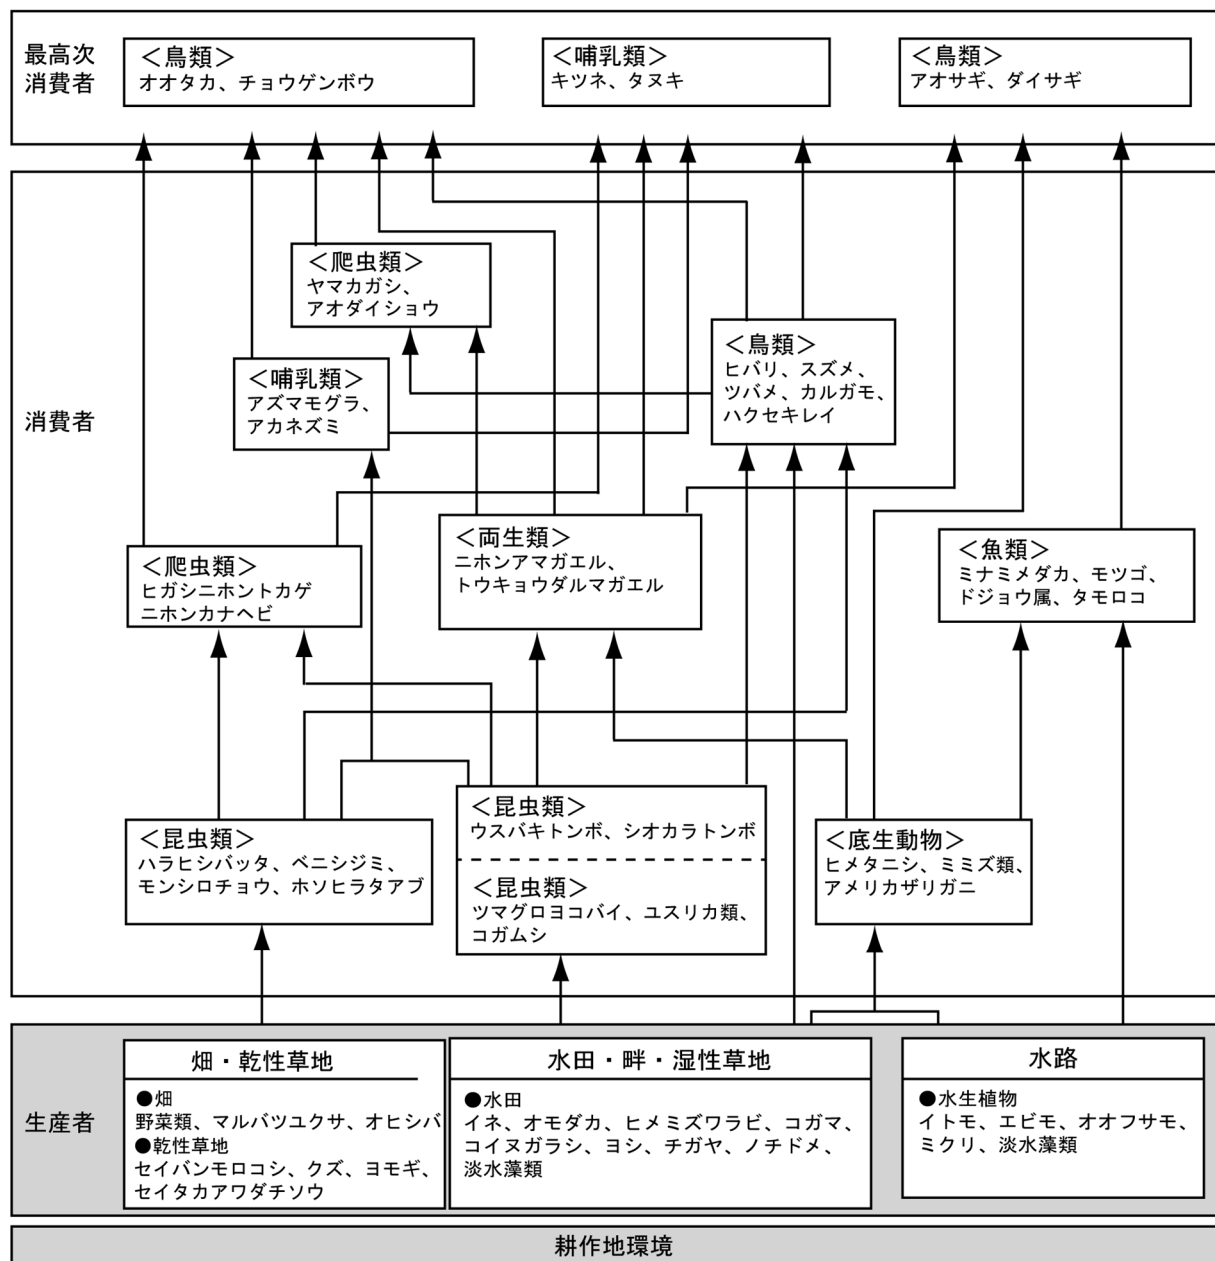 最高次
消費者
＜鳥類＞
オオタカ、チョウゲンボウ
＜哺乳類＞
キツネ、タヌキ
＜鳥類＞
アオサギ、ダイサギ
消費者
＜爬虫類＞
ヤマカガシ、
アオダイショウ
＜鳥類＞
ヒバリ、スズメ、
ツバメ、カルガモ、
ハクセキレイ
＜哺乳類＞
アズマモグラ、
アカネズミ
＜爬虫類＞
ヒガシニホントカゲ
ニホンカナヘビ
＜両生類＞
ニホンアマガエル、
トウキョウダルマガエル
＜魚類＞
ミナミメダカ、モツゴ、
ドジョウ属、タモロコ
＜昆虫類＞
ハラヒシバッタ、ベニシジミ、
モンシロチョウ、ホソヒラタアブ
＜昆虫類＞
ウスバキトンボ、シオカラトンボ
＜昆虫類＞
ツマグロヨコバイ、ユスリカ類、
コガムシ
＜底生動物＞
ヒメタニシ、ミミズ類、
アメリカザリガニ
生産者
畑・乾性草地
●畑
野菜類、マルバツユクサ、オヒシバ
●乾性草地
セイバンモロコシ、クズ、ヨモギ、
セイタカアワダチソウ
水田・畔・湿性草地
●水田
イネ、オモダカ、ヒメミズワラビ、コガマ、
コイヌガラシ、ヨシ、チガヤ、ノチドメ、
淡水藻類
水路
●水生植物
イトモ、エビモ、オオフサモ、
ミクリ、淡水藻類
耕作地環境